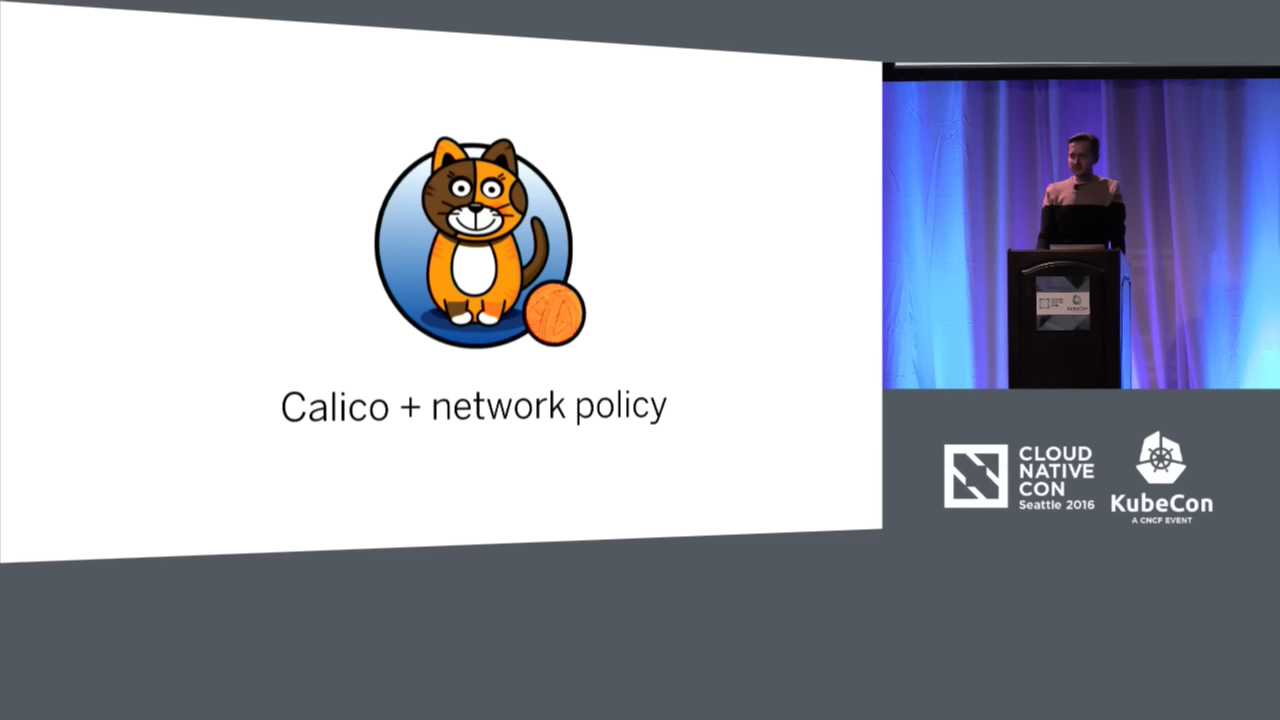 Calico + network policy
CLOUD
NATIVE
CON
Seattle 2016
KubeCon
A CNCF EVENT